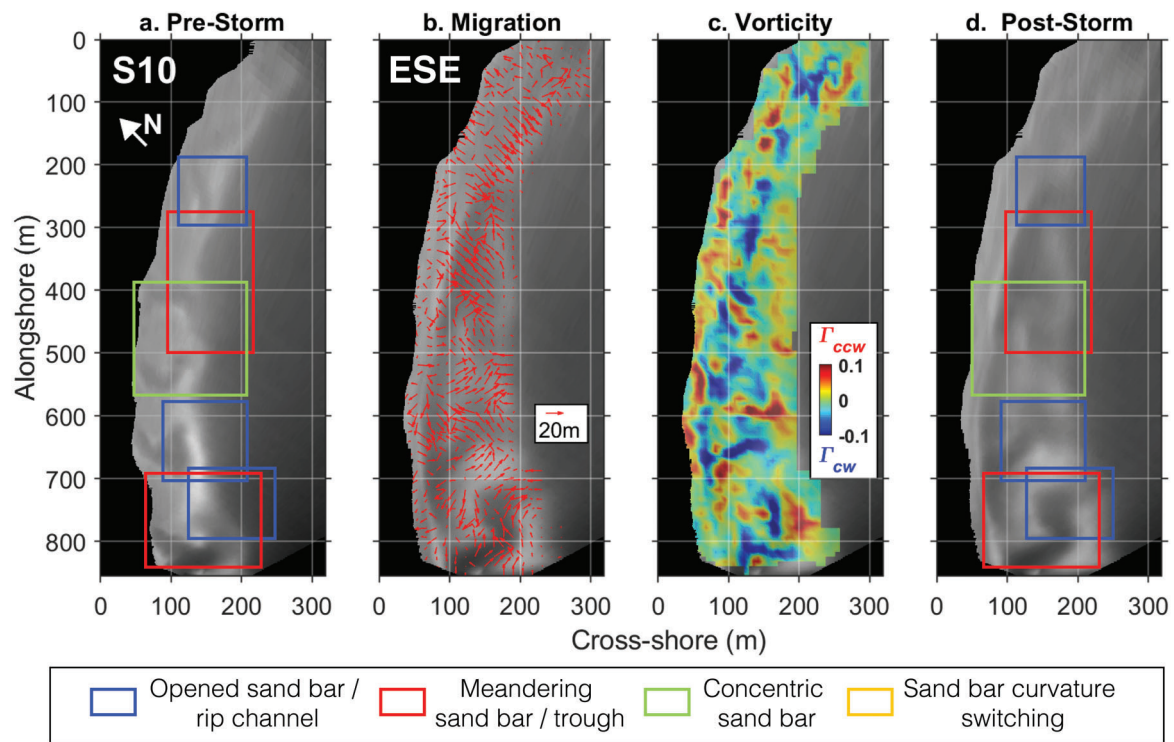 a. Pre-Storm
b. Migration
c. Vorticity
d. Post-Storm
S10
N
ESE
20m
Γccw
0.1
0
-0.1
Γcw
0
100
200
300
400
500
600
700
800
Alongshore (m)
0 100 200 300
0 100 200 300
0 100 200 300
0 100 200 300
Cross-shore (m)
Opened sand bar /
rip channel
Meandering
sand bar / trough
Concentric
sand bar
Sand bar curvature
switching